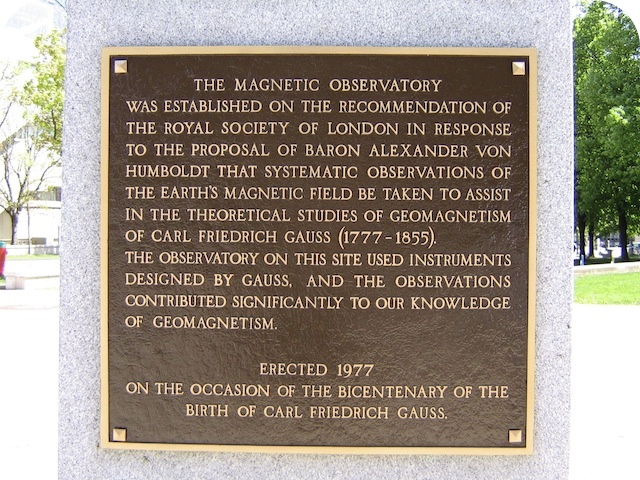 THE MAGNETIC OBSERVATORY
WAS ESTABLISHED ON THE RECOMMENDATION OF
THE ROYAL SOCIETY OF LONDON IN RESPONSE
TO THE PROPOSAL OF BARON ALEXANDER VON
HUMBOLDT THAT SYSTEMATIC OBSERVATIONS OF
THE EARTH'S MAGNETIC FIELD BE TAKEN TO ASSIST
IN THE THEORETICAL STUDIES OF GEOMAGNETISM
OF CARL FRIEDRICH GAUSS (1777-1855).
THE OBSERVATORY ON THIS SITE USED INSTRUMENTS
DESIGNED BY GAUSS, AND THE OBSERVATIONS
CONTRIBUTED SIGNIFICANTLY TO OUR KNOWLEDGE
OF GEOMAGNETISM.
ERECTED 1977
ON THE OCCASION OF THE BICENTENARY OF THE
BIRTH OF CARL FRIEDRICH GAUSS.